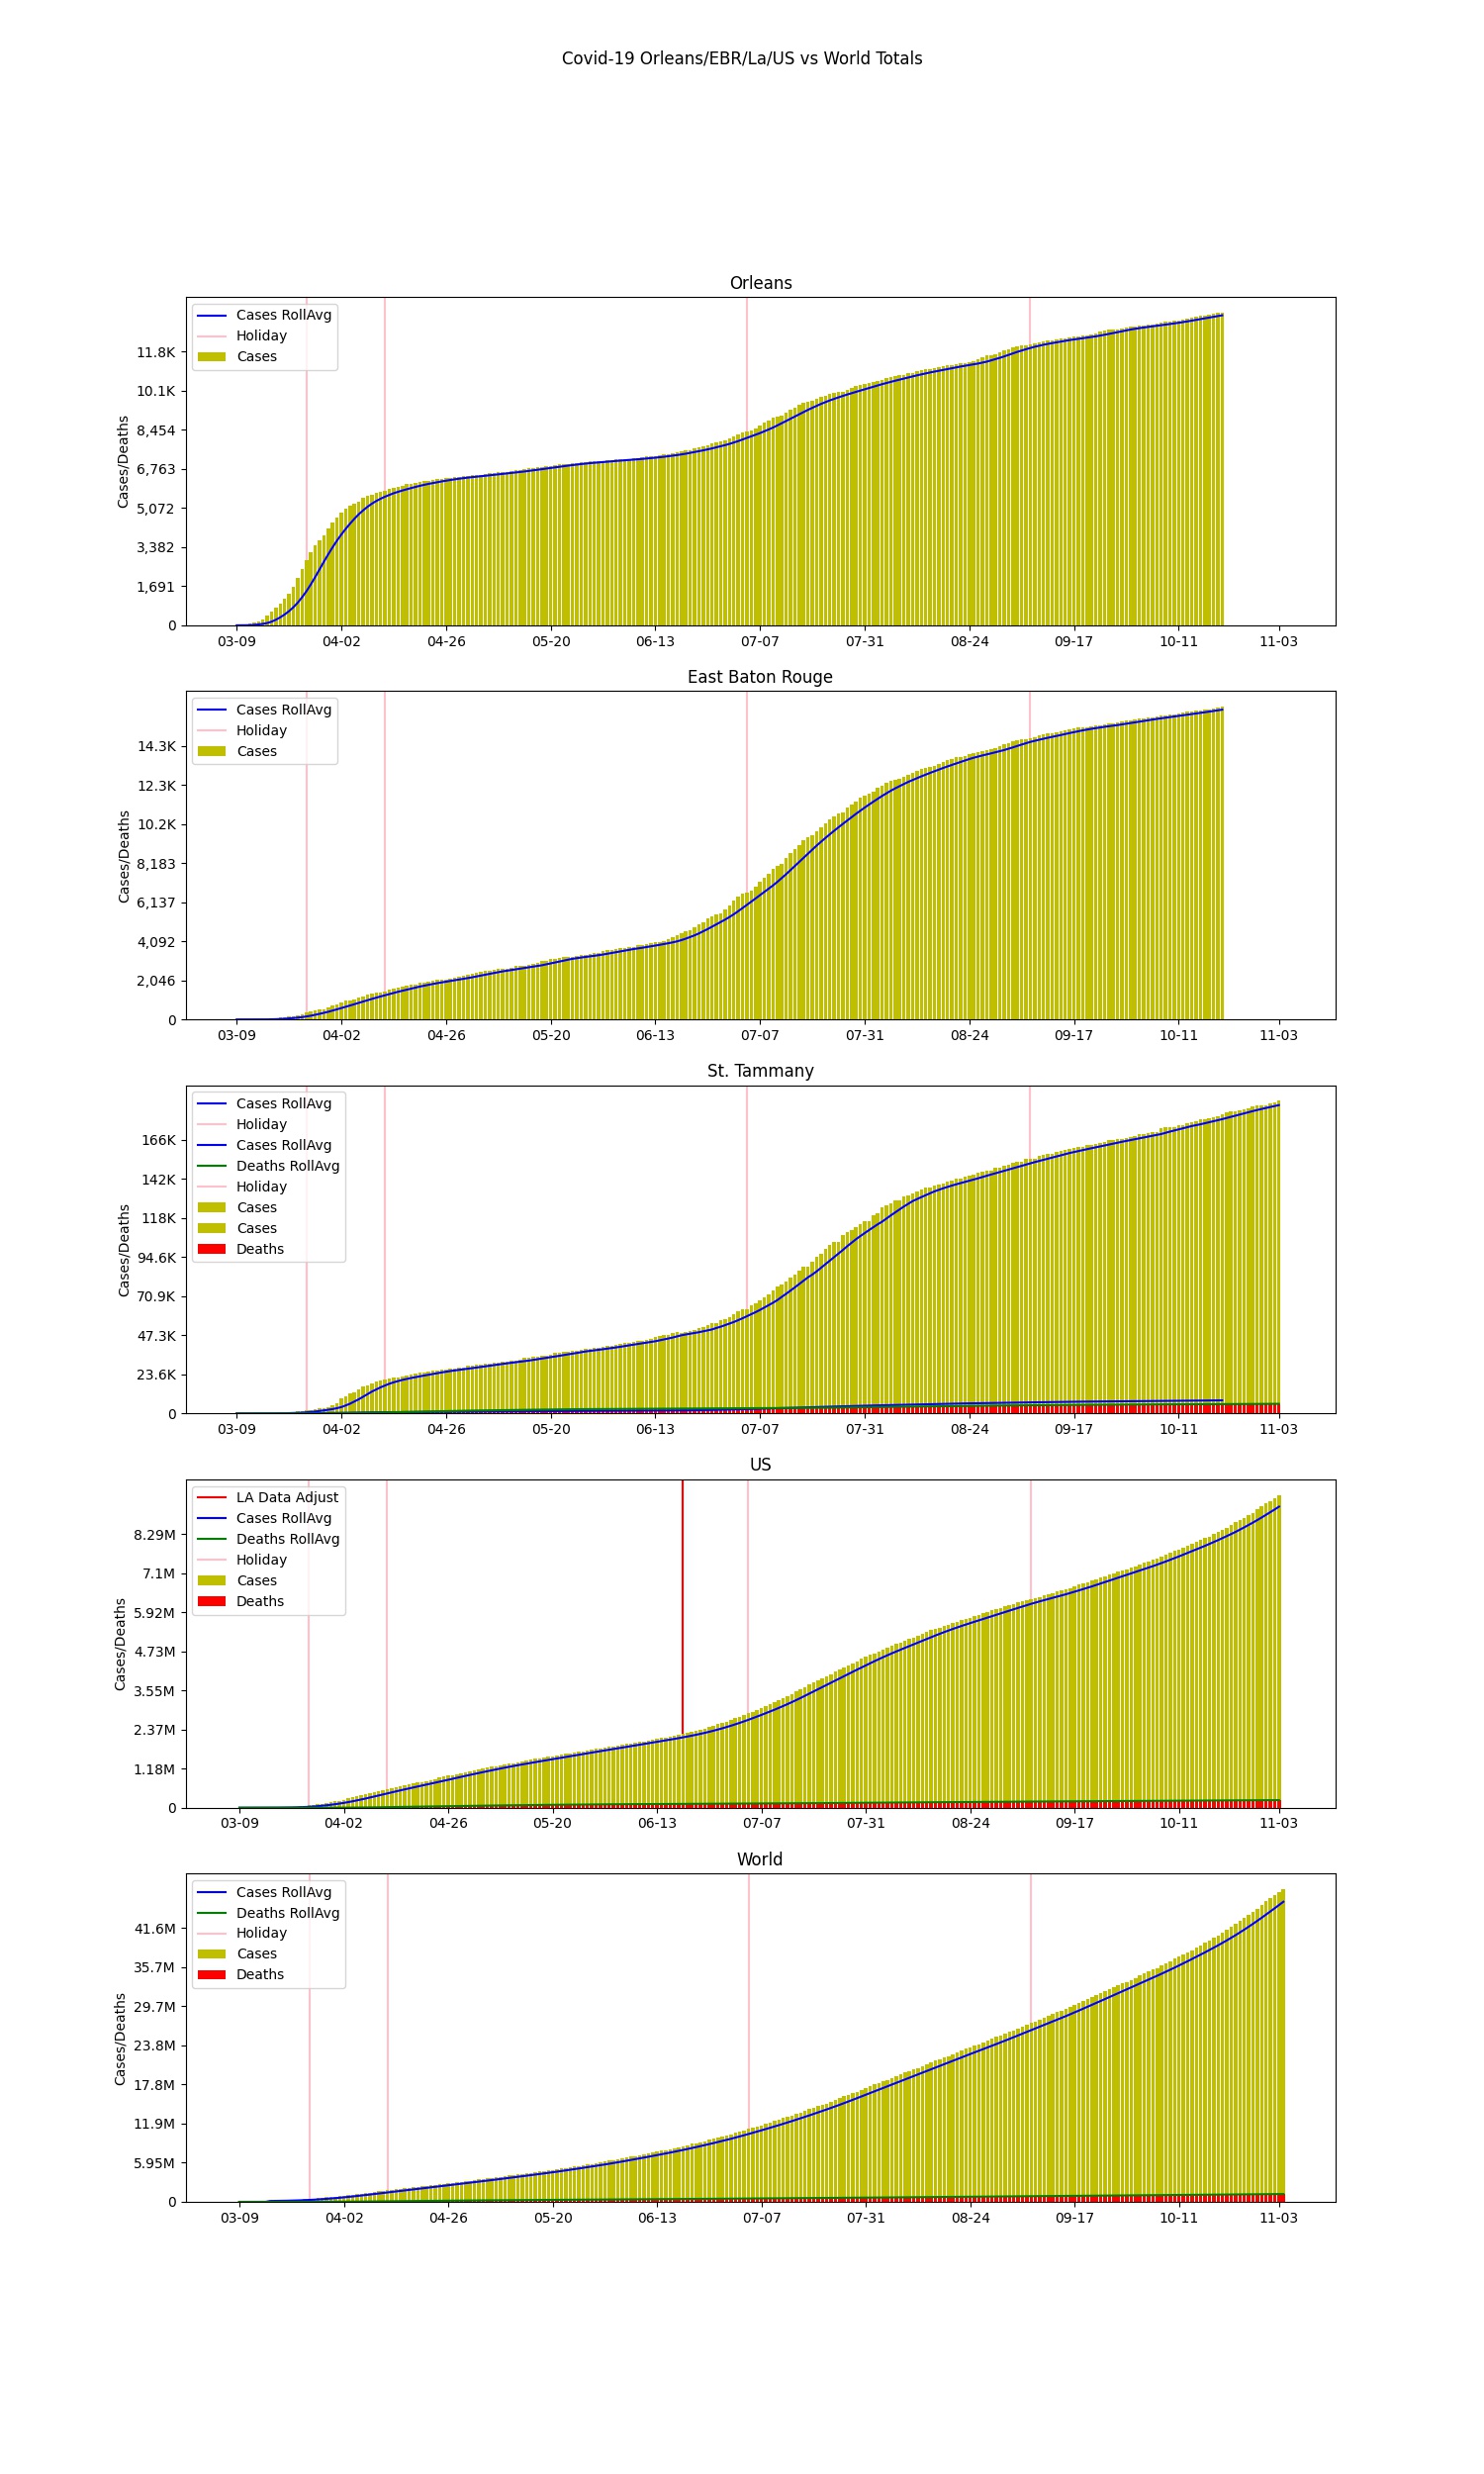 Covid-19 Orleans/EBR/La/US vs World Totals
Orleans
Cases RollAvg
Holiday
Cases
Cases/Deaths
11.8K
10.1K
8,454
6,763
5,072
3,382
1,691
0
03-09 04-02 04-26 05-20 06-13 07-07 07-31 08-24 09-17 10-11 11-03
East Baton Rouge
Cases RollAvg
Holiday
Cases
Cases/Deaths
14.3K
12.3K
10.2K
8,183
6,137
4,092
2,046
0
03-09 04-02 04-26 05-20 06-13 07-07 07-31 08-24 09-17 10-11 11-03
St. Tammany
Cases RollAvg
Holiday
Cases RollAvg
Deaths RollAvg
Holiday
Cases
Cases
Deaths
Cases/Deaths
166K
142K
118K
94.6K
70.9K
47.3K
23.6K
0
03-09 04-02 04-26 05-20 06-13 07-07 07-31 08-24 09-17 10-11 11-03
US
LA Data Adjust
Cases RollAvg
Deaths RollAvg
Holiday
Cases
Deaths
Cases/Deaths
8.29M
7.1M
5.92M
4.73M
3.55M
2.37M
1.18M
0
03-09 04-02 04-26 05-20 06-13 07-07 07-31 08-24 09-17 10-11 11-03
World
Cases RollAvg
Deaths RollAvg
Holiday
Cases
Deaths
Cases/Deaths
41.6M
35.7M
29.7M
23.8M
17.8M
11.9M
5.95M
0
03-09 04-02 04-26 05-20 06-13 07-07 07-31 08-24 09-17 10-11 11-03